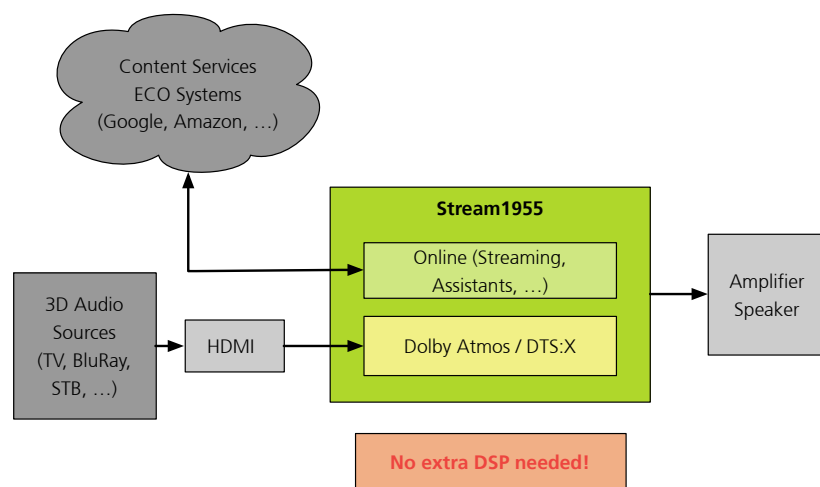 Content Services
ECO Systems
(Google, Amazon, …)
Stream1955
Online (Streaming,
Assistants, …)
3D Audio
Sources
(TV, BluRay,
STB, …)
HDMI
Dolby Atmos / DTS:X
Amplifier
Speaker
No extra DSP needed!